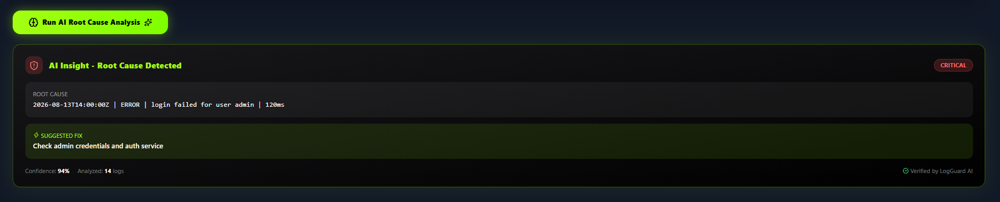 Run AI Root Cause Analysis
AI Insight - Root Cause Detected
CRITICAL
ROOT CAUSE
2026-08-13T14:00:00Z | ERROR | login failed for user admin | 120ms
SUGGESTED FIX
Check admin credentials and auth service
Confidence: 94% Analyzed: 14 logs
Verified by LogGuard AI